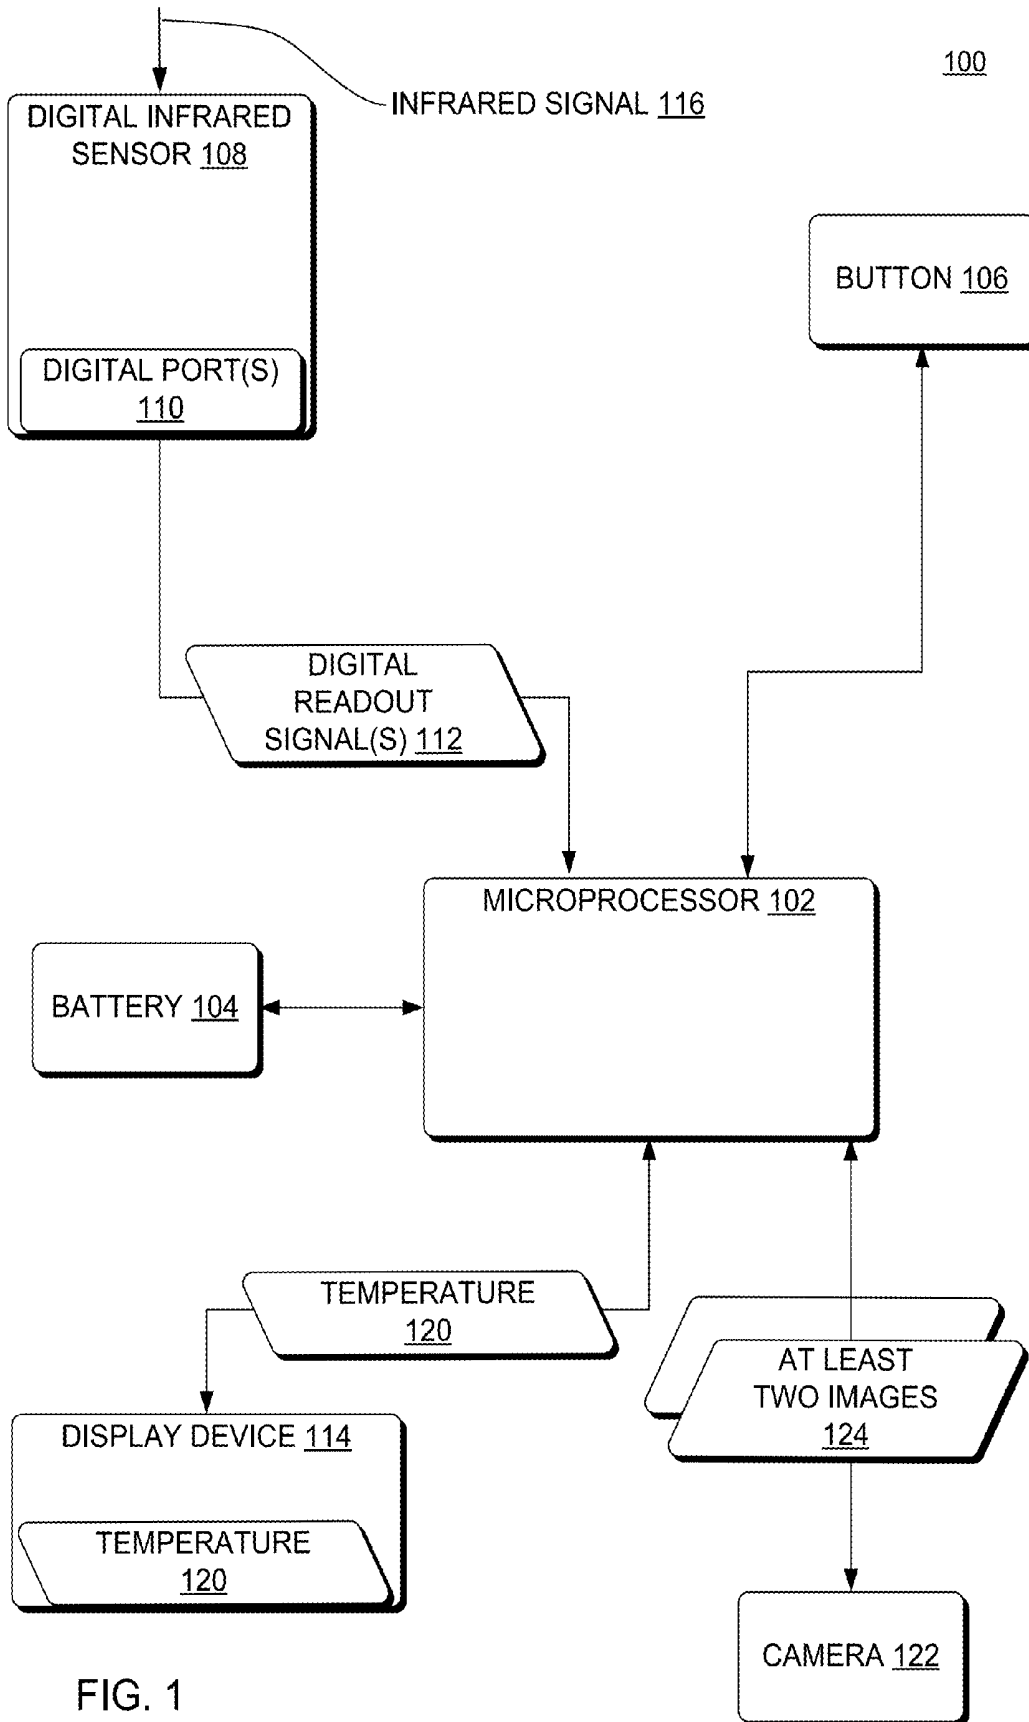 100
INFRARED SIGNAL 116
DIGITAL INFRARED
SENSOR 108
BUTTON 106
DIGITAL PORT(S)
110
DIGITAL
READOUT
SIGNAL(S) 112
MICROPROCESSOR 102
BATTERY 104
TEMPERATURE
120
AT LEAST
TWO IMAGES
124
DISPLAY DEVICE 114
TEMPERATURE
120
CAMERA 122
FIG. 1